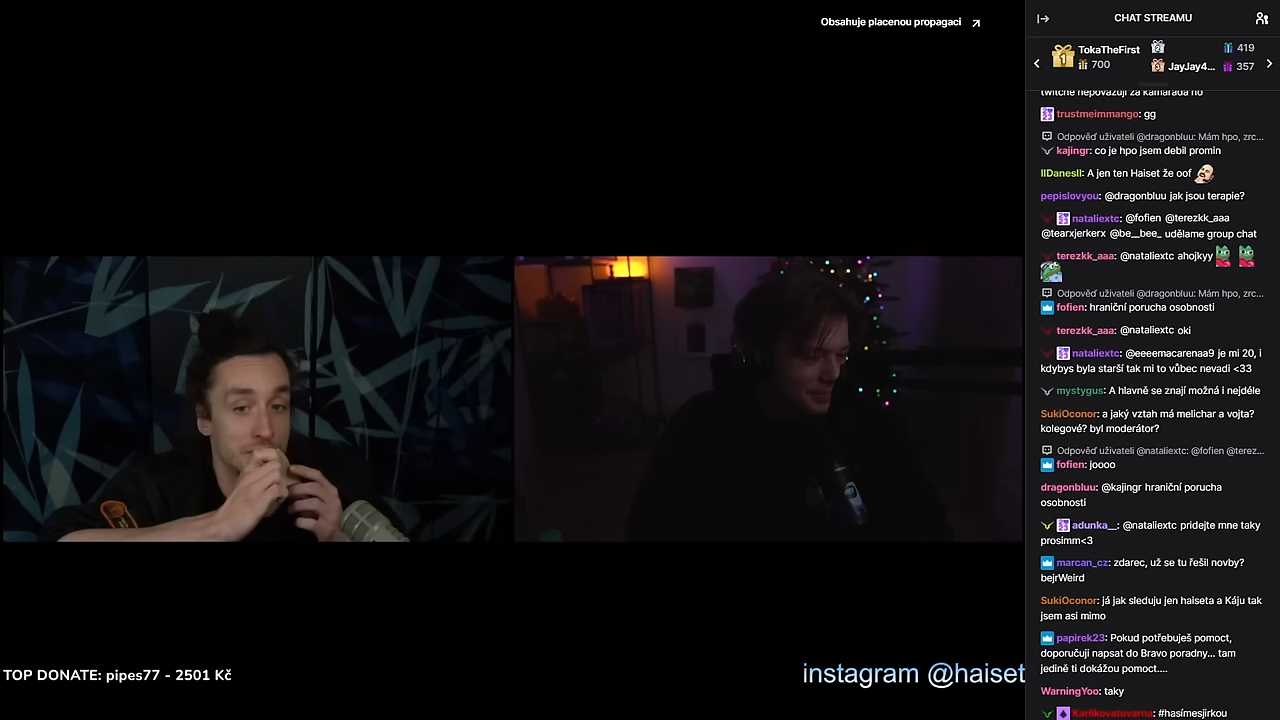 Obsahuje placenou propagaci
CHAT STREAMU
TokaTheFirst
700
419
JayJay4...
357
twitche nepovažuji za kamaráda no
trustmeimmango: gg
Odpověď uživateli @dragonbluu: Mám hpo, zrc...
kajingr: co je hpo jsem debil promin
IIDanesII: A jen ten Haiset že oof
pepislovyou: @dragonbluu jak jsou terapie?
nataliextc: @fofien @terezkk_aaa
@tearxjerkerx @be__bee_ udělame group chat
terezkk_aaa: @nataliextc ahojkyy
Odpověď uživateli @dragonbluu: Mám hpo, zrc...
fofien: hraniční porucha osobnosti
terezkk_aaa: @nataliextc oki
nataliextc: @eeeemacarenaa9 je mi 20, i
kdybys byla starší tak mi to vůbec nevadi <33
mystygus: A hlavně se znají možná i nejdéle
SukiOconor: a jaký vztah má melichar a vojta?
kolegové? byl moderátor?
Odpověď uživateli @nataliextc: @fofien @terez...
fofien: joooo
dragonbluu: @kajingr hraniční porucha
osobnosti
adunka__: @nataliextc pridejte mne taky
prosimm<3
marcan_cz: zdarec, už se tu řešil novby?
bejrWeird
SukiOconor: já jak sleduju jen haiseta a Káju tak
jsem asi mimo
papirek23: Pokud potřebuješ pomoct,
doporučuji napsat do Bravo poradny... tam
jedině ti dokážou pomoct....
WarningYoo: taky
Karlikovatovarna: #hasímesjirkou
TOP DONATE: pipes77 - 2501 Kč
instagram @haiset